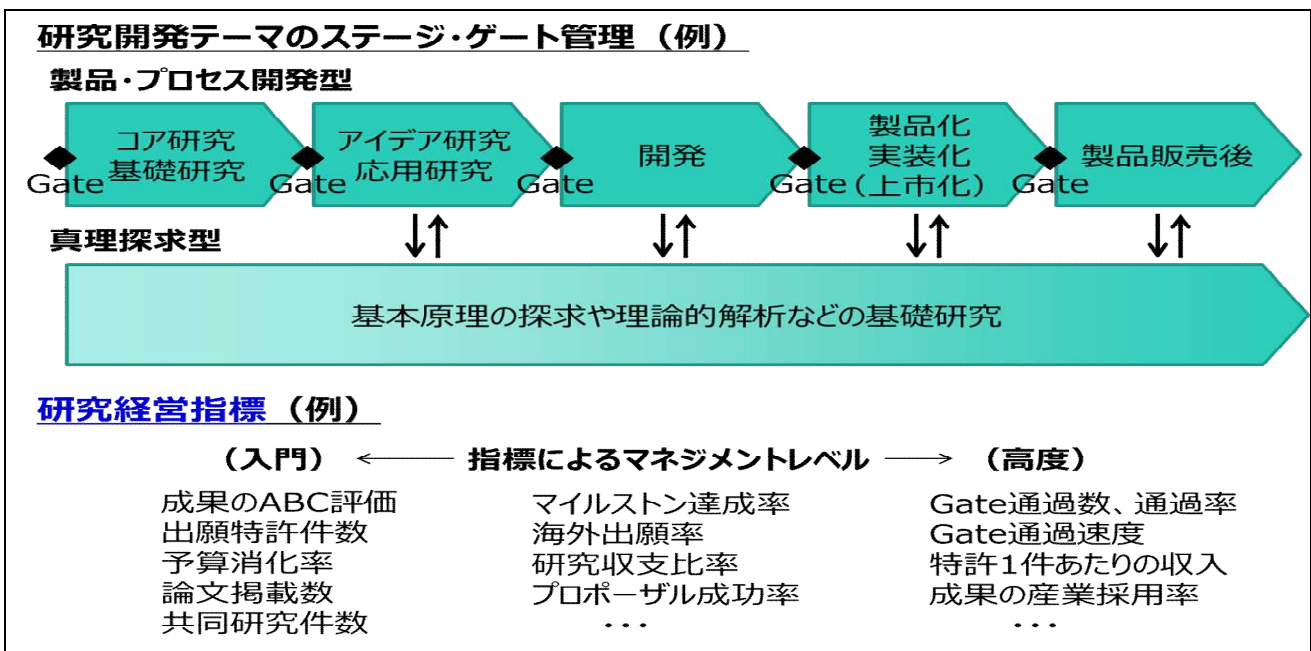 研究開発テーマのステージ・ゲート管理（例）
製品・プロセス開発型
コア研究
基礎研究
アイデア研究
応用研究
開発
製品化
実装化
(上市化)
製品販売後
Gate
Gate
Gate
Gate
Gate
↓↑
↓↑
↓↑
↓↑
真理探求型
基本原理の探求や理論的解析などの基礎研究
研究経営指標（例）
（入門） ← 指標によるマネジメントレベル → （高度）
成果のABC評価
出願特許件数
予算消化率
論文掲載数
共同研究件数
マイルストン達成率
海外出願率
研究収支比率
プロポーザル成功率
・・・
Gate通過数、通過率
Gate通過速度
特許1件あたりの収入
成果の産業採用率
・・・